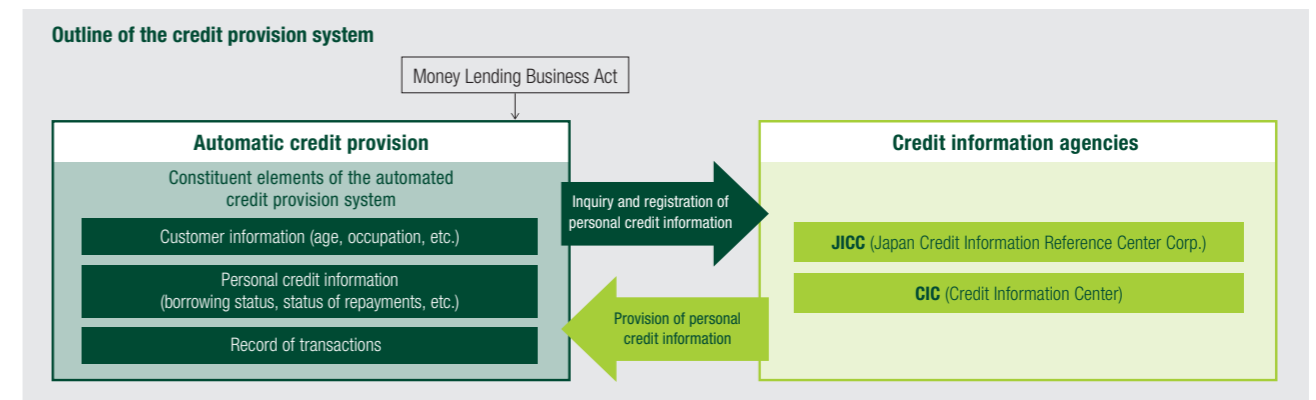 Outline of the credit provision system
Money Lending Business Act
Automatic credit provision
Constituent elements of the automated
credit provision system
Customer information (age, occupation, etc.)
Personal credit information
(borrowing status, status of repayments, etc.)
Record of transactions
Inquiry and registration of
personal credit information
Provision of personal
credit information
Credit information agencies
JICC (Japan Credit Information Reference Center Corp.)
CIC (Credit Information Center)